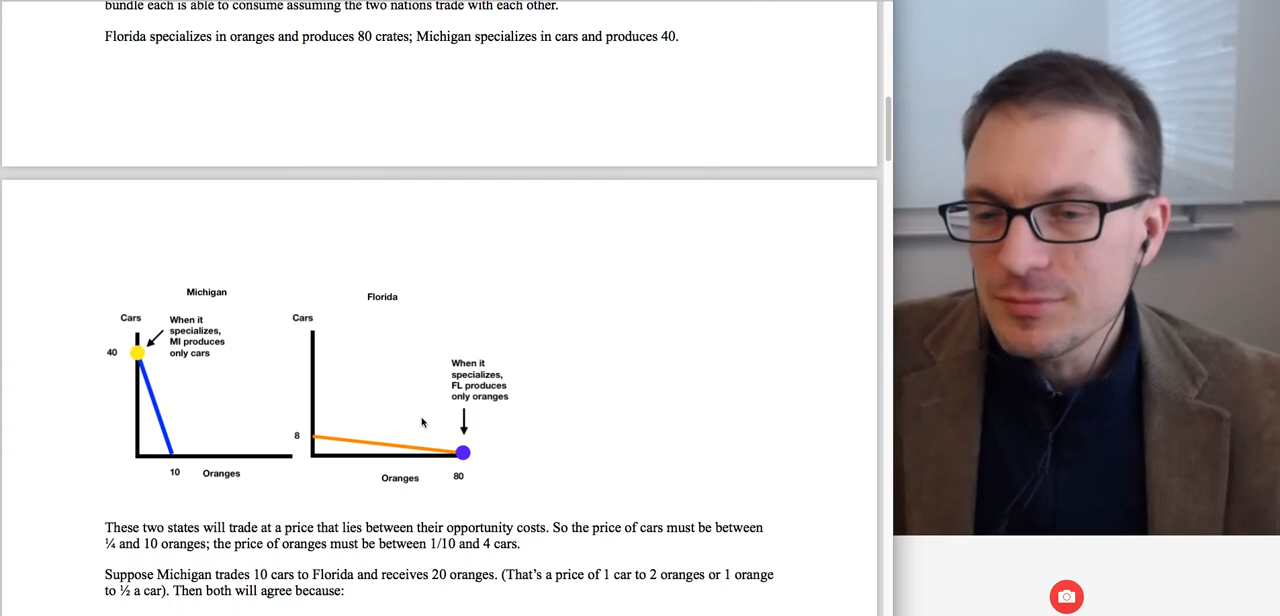 bundle each is able to consume assuming the two nations trade with each other.
Florida specializes in oranges and produces 80 crates; Michigan specializes in cars and produces 40.
Michigan
Florida
Cars
Cars
When it
specializes,
MI produces
only cars
40
When it
specializes,
FL produces
only oranges
8
10
Oranges
Oranges
80
These two states will trade at a price that lies between their opportunity costs. So the price of cars must be between
¼ and 10 oranges; the price of oranges must be between 1/10 and 4 cars.
Suppose Michigan trades 10 cars to Florida and receives 20 oranges. (That’s a price of 1 car to 2 oranges or 1 orange
to ½ a car). Then both will agree because: